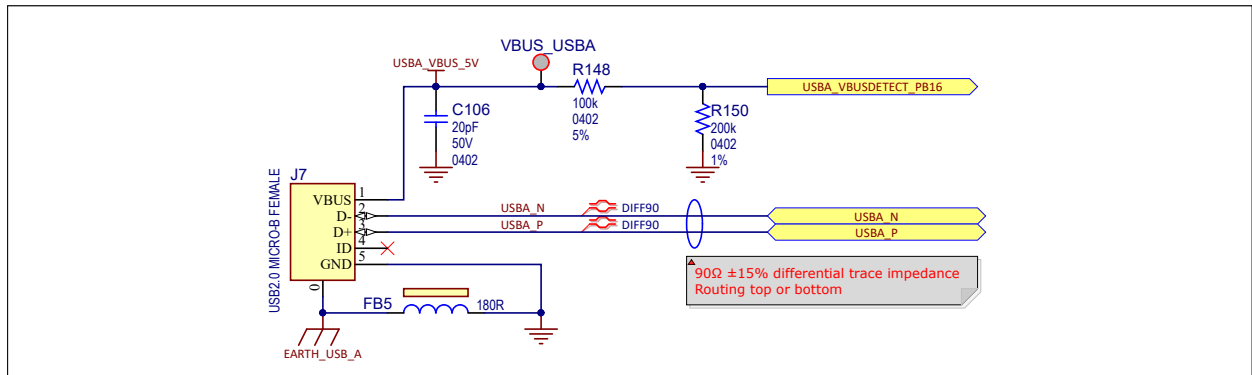 VBUS_USBA
USBA_VBUS_5V
R148
100k
0402
5%
USBA_VBUSDETECT_PB16
C106
20pF
50V
0402
R150
200k
0402
1%
J7
USB2.0 MICRO-B FEMALE
VBUS 1
D- 2
D+ 3
ID 4
GND 5
0
USBA_N DIFF90 USBA_N
USBA_P DIFF90 USBA_P
90Ω ±15% differential trace impedance
Routing top or bottom
FB5 180R
EARTH_USB_A